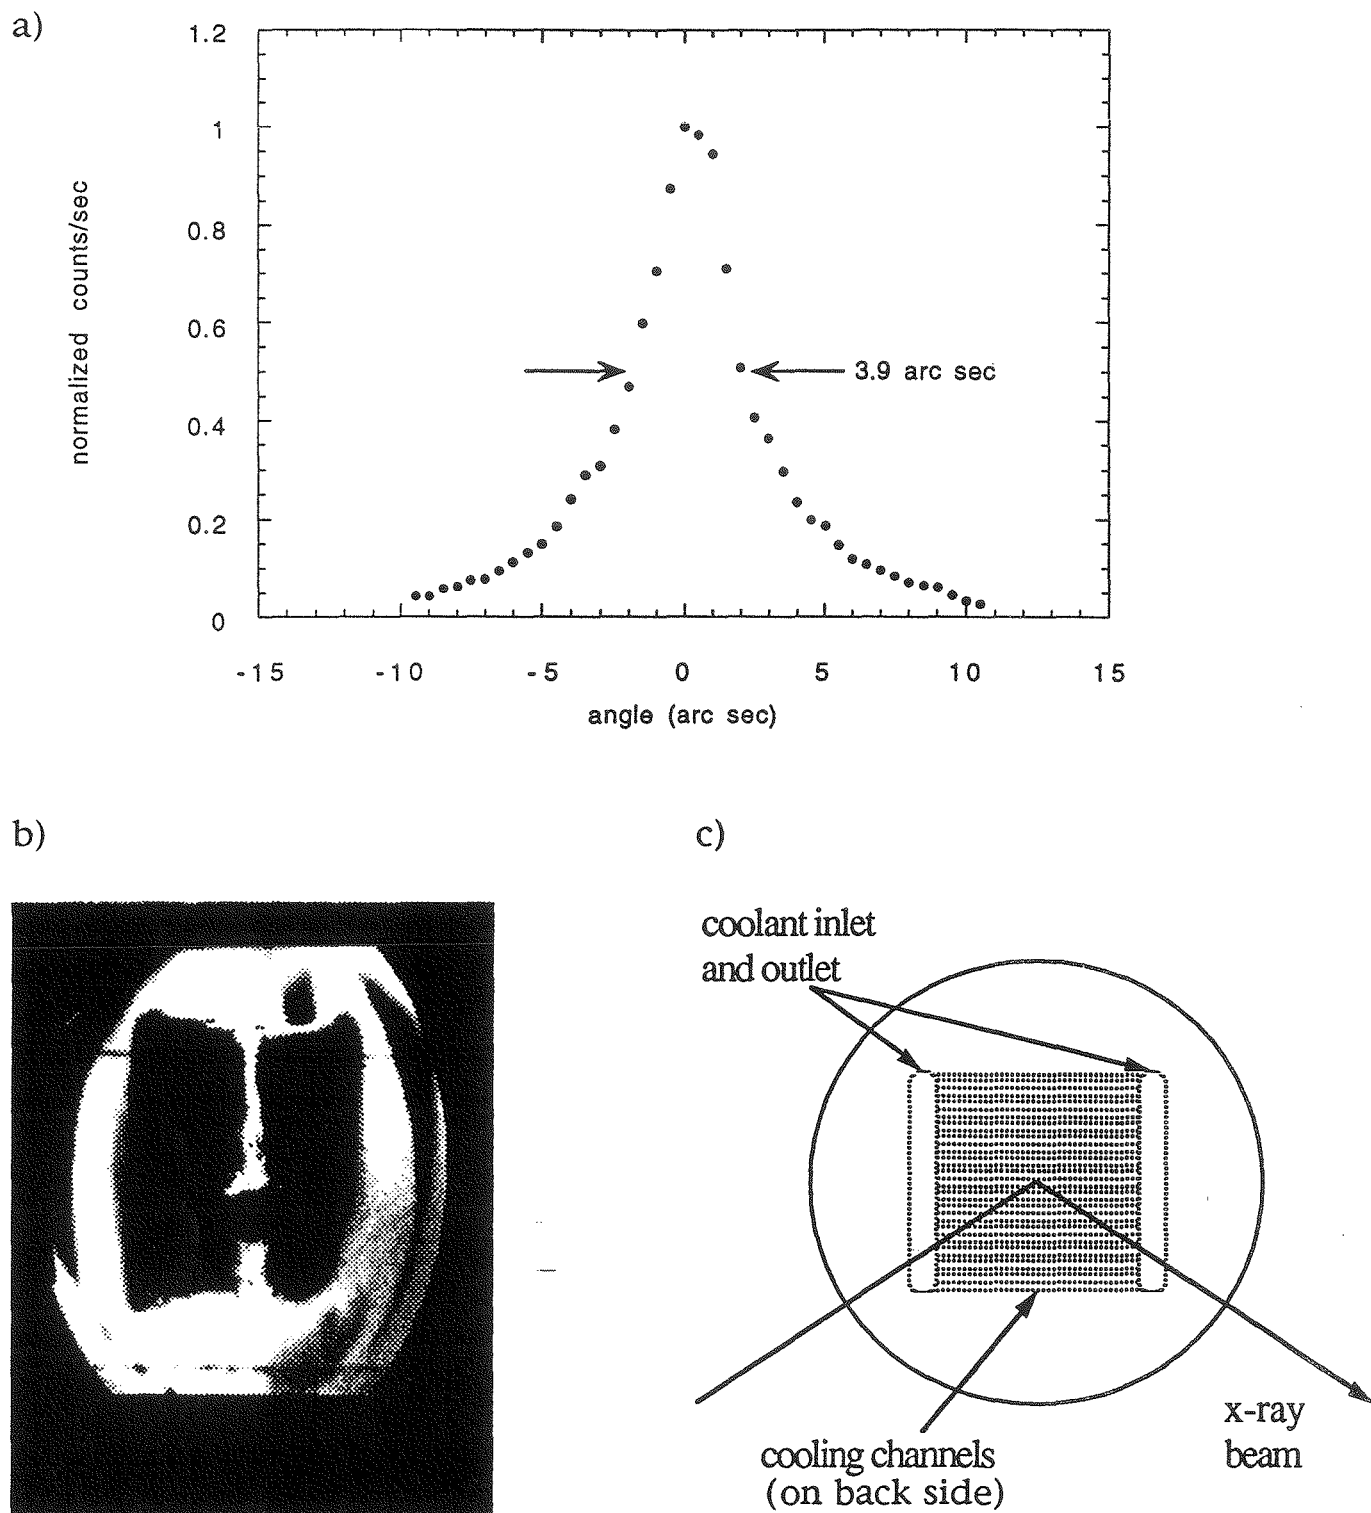 a)
1.2
1
0.8
0.6
0.4
0.2
0
normalized counts/sec
3.9 arc sec
-15
-10
-5
0
5
10
15
angle (arc sec)
b)
c)
coolant inlet
and outlet
x-ray
beam
cooling channels
(on back side)